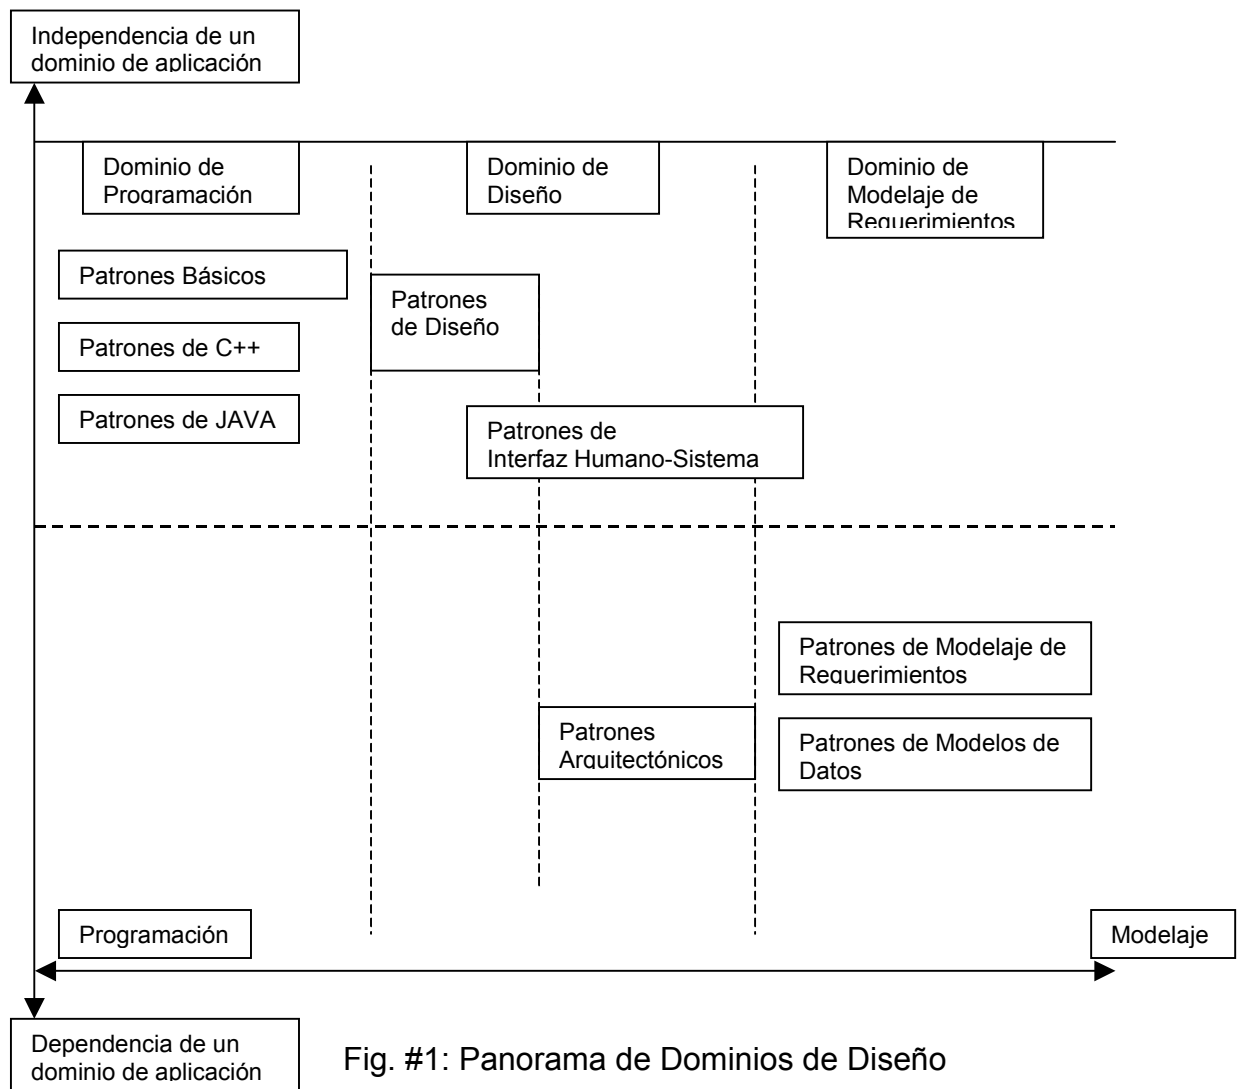 Independencia de un
dominio de aplicación
Dominio de
Programación
Dominio de
Diseño
Dominio de
Modelaje de
Requerimientos
Patrones Básicos
Patrones
de Diseño
Patrones de C++
Patrones de JAVA
Patrones de
Interfaz Humano-Sistema
Patrones de Modelaje de
Requerimientos
Patrones
Arquitectónicos
Patrones de Modelos de
Datos
Programación
Modelaje
Dependencia de un
dominio de aplicación
Fig. #1: Panorama de Dominios de Diseño